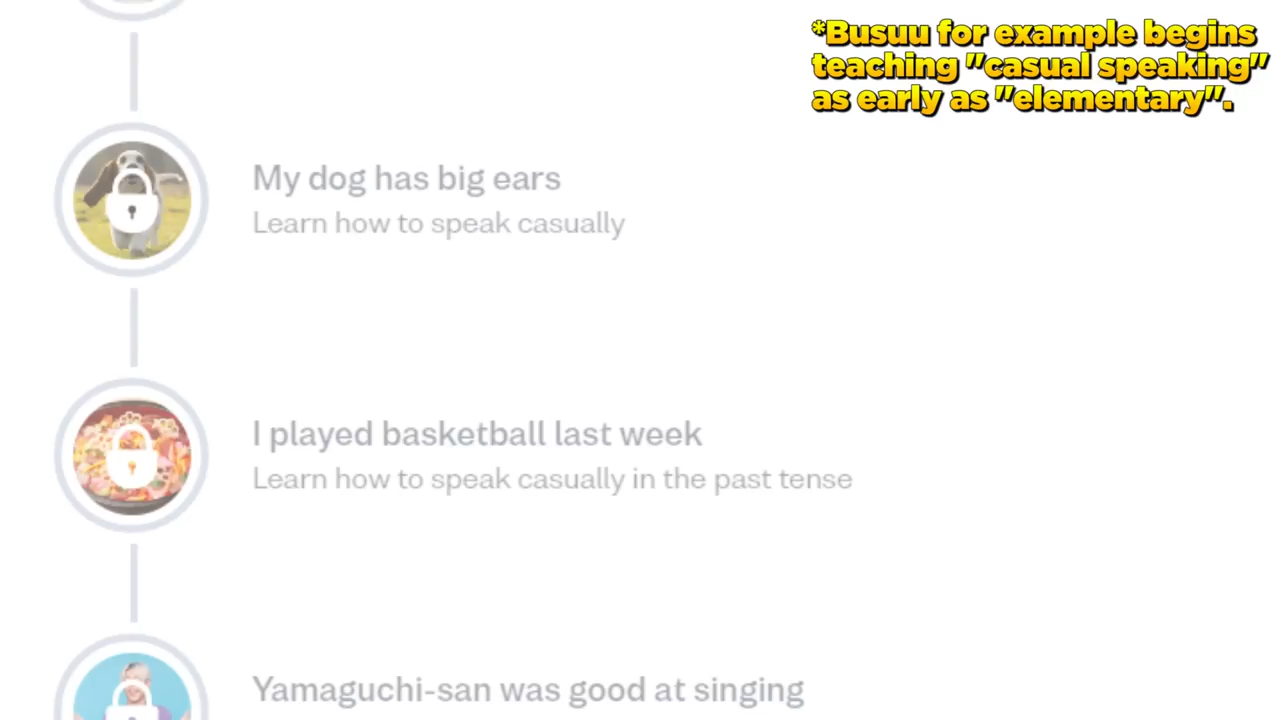 *Busuu for example begins
teaching "casual speaking"
as early as "elementary".
My dog has big ears
Learn how to speak casually
I played basketball last week
Learn how to speak casually in the past tense
Yamaguchi-san was good at singing